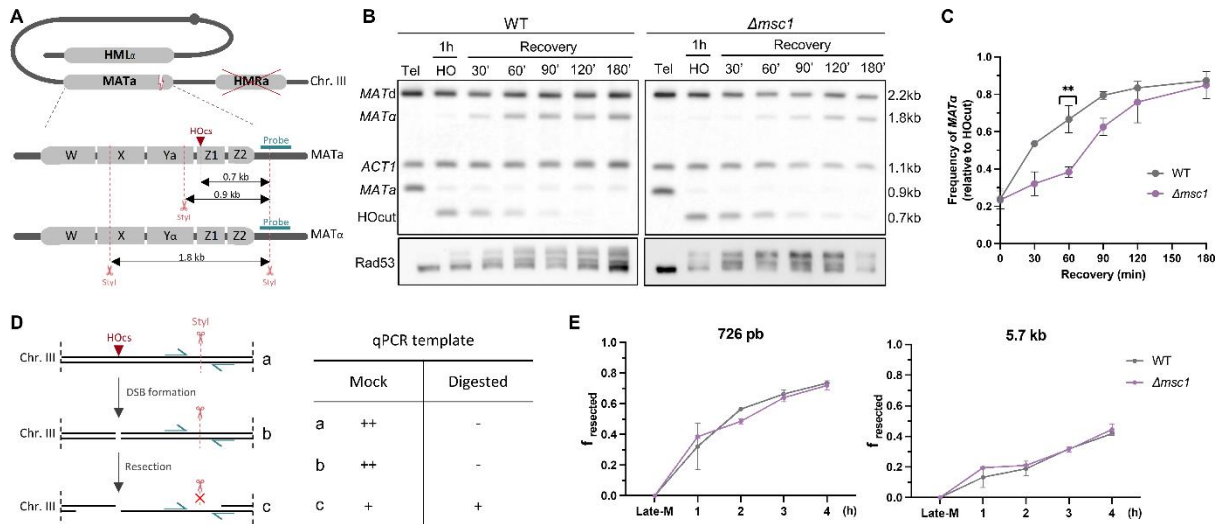 A
HMLα
MATa
HMRa
Chr. III
HOcs
Probe
W X Ya Z1 Z2
MATa
0.7 kb
0.9 kb
StyI
Probe
W X Yα Z1 Z2
MATα
1.8 kb
StyI
StyI
B
WT
Δmsc1
1h Recovery
1h Recovery
Tel HO 30' 60' 90' 120' 180'
Tel HO 30' 60' 90' 120' 180'
MATd
2.2kb
MATα
1.8kb
ACT1
1.1kb
MATa
0.9kb
HOcut
0.7kb
Rad53
C
Frequency of MATα
(relative to HOcut)
1.0
0.8
0.6
0.4
0.2
0.0
**
WT
Δmsc1
0 30 60 90 120 180
Recovery (min)
D
HOcs
StyI
Chr. III
a
DSB formation
Chr. III
b
Resection
Chr. III
c
qPCR template
Mock Digested
a ++ -
b ++ -
c + +
E
726 pb
f resected
1.0
0.8
0.6
0.4
0.2
0.0
Late-M 1 2 3 4 (h)
5.7 kb
f resected
1.0
0.8
0.6
0.4
0.2
0.0
Late-M 1 2 3 4 (h)
WT
Δmsc1